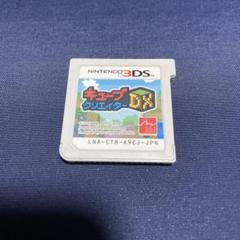 NINTENDO 3DS
キューブ
クリエイター DX
LNA-CTR-A9CJ-JPN